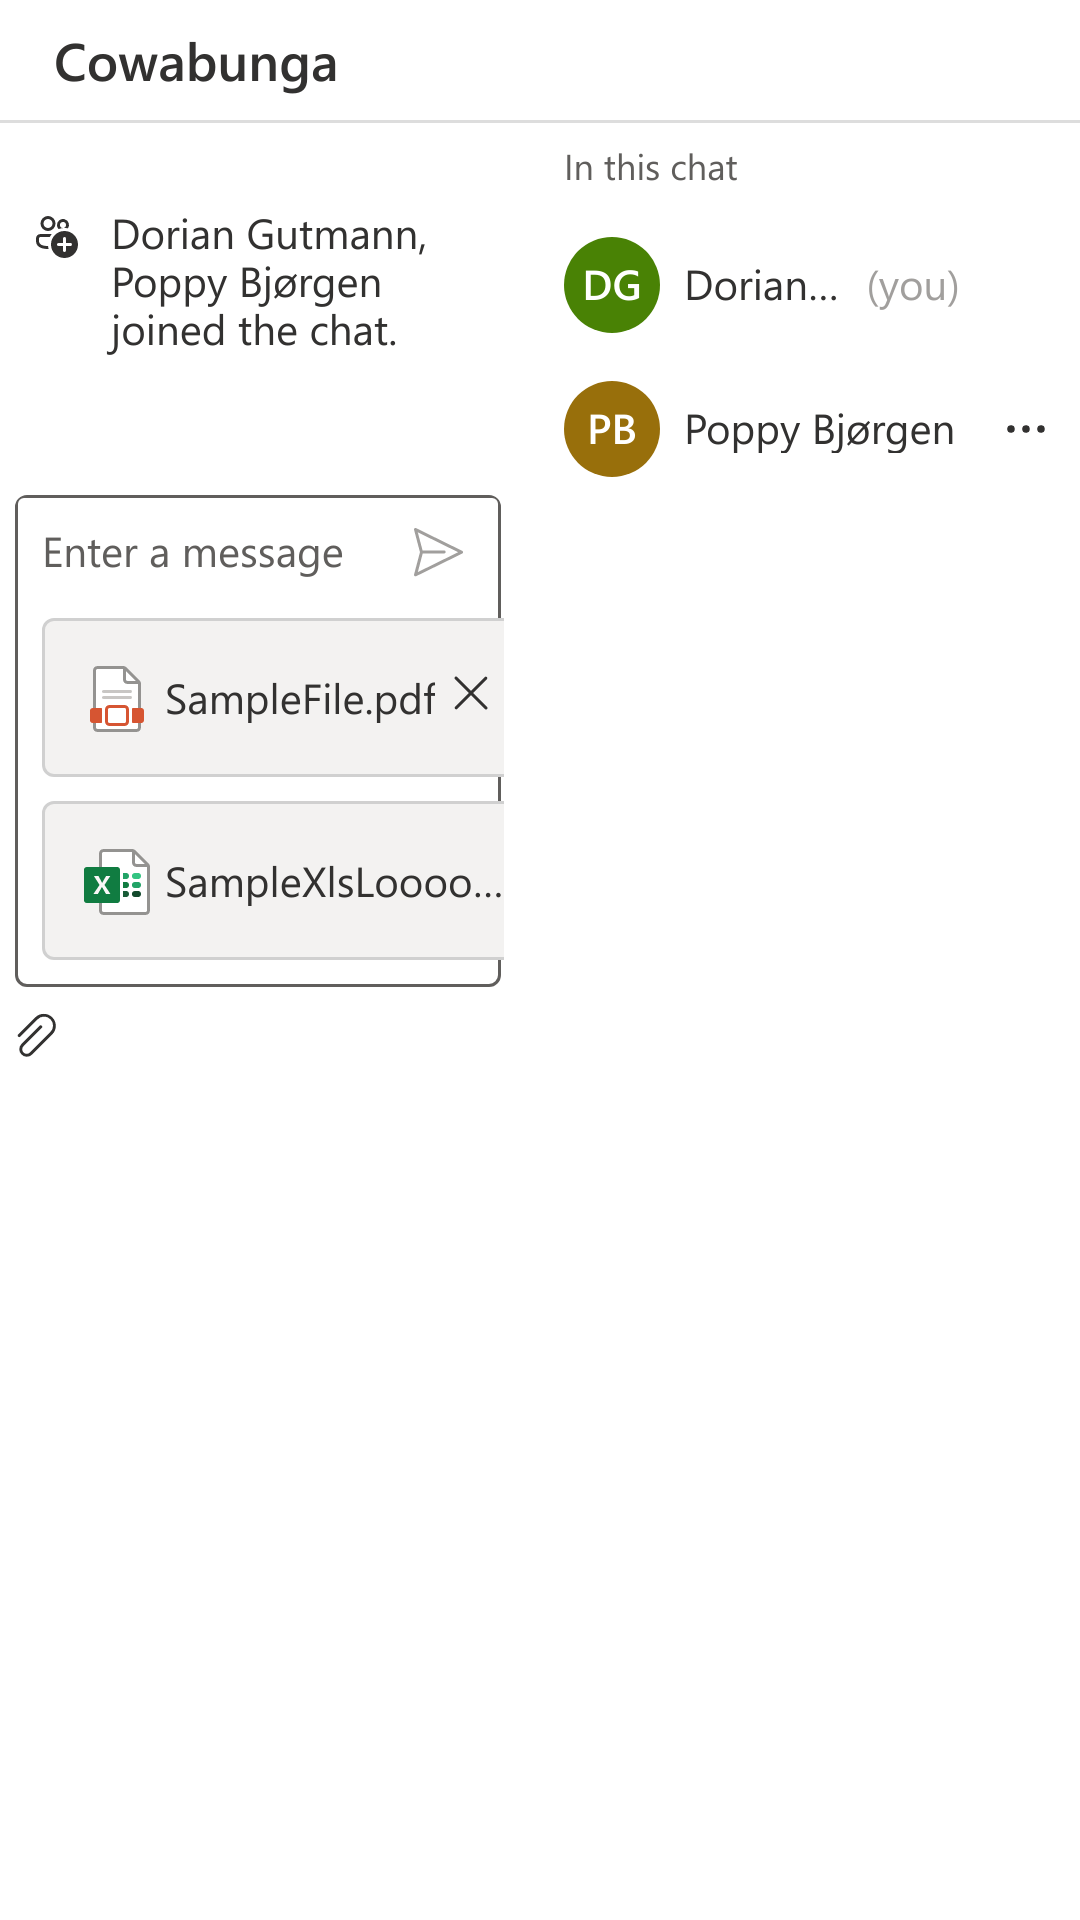 Cowabunga
Dorian Gutmann,
Poppy Bjørgen
joined the chat.
Enter a message
SampleFile.pdf
X
SampleXlsLoooo...
In this chat
DG
Dorian... (you)
PB
Poppy Bjørgen